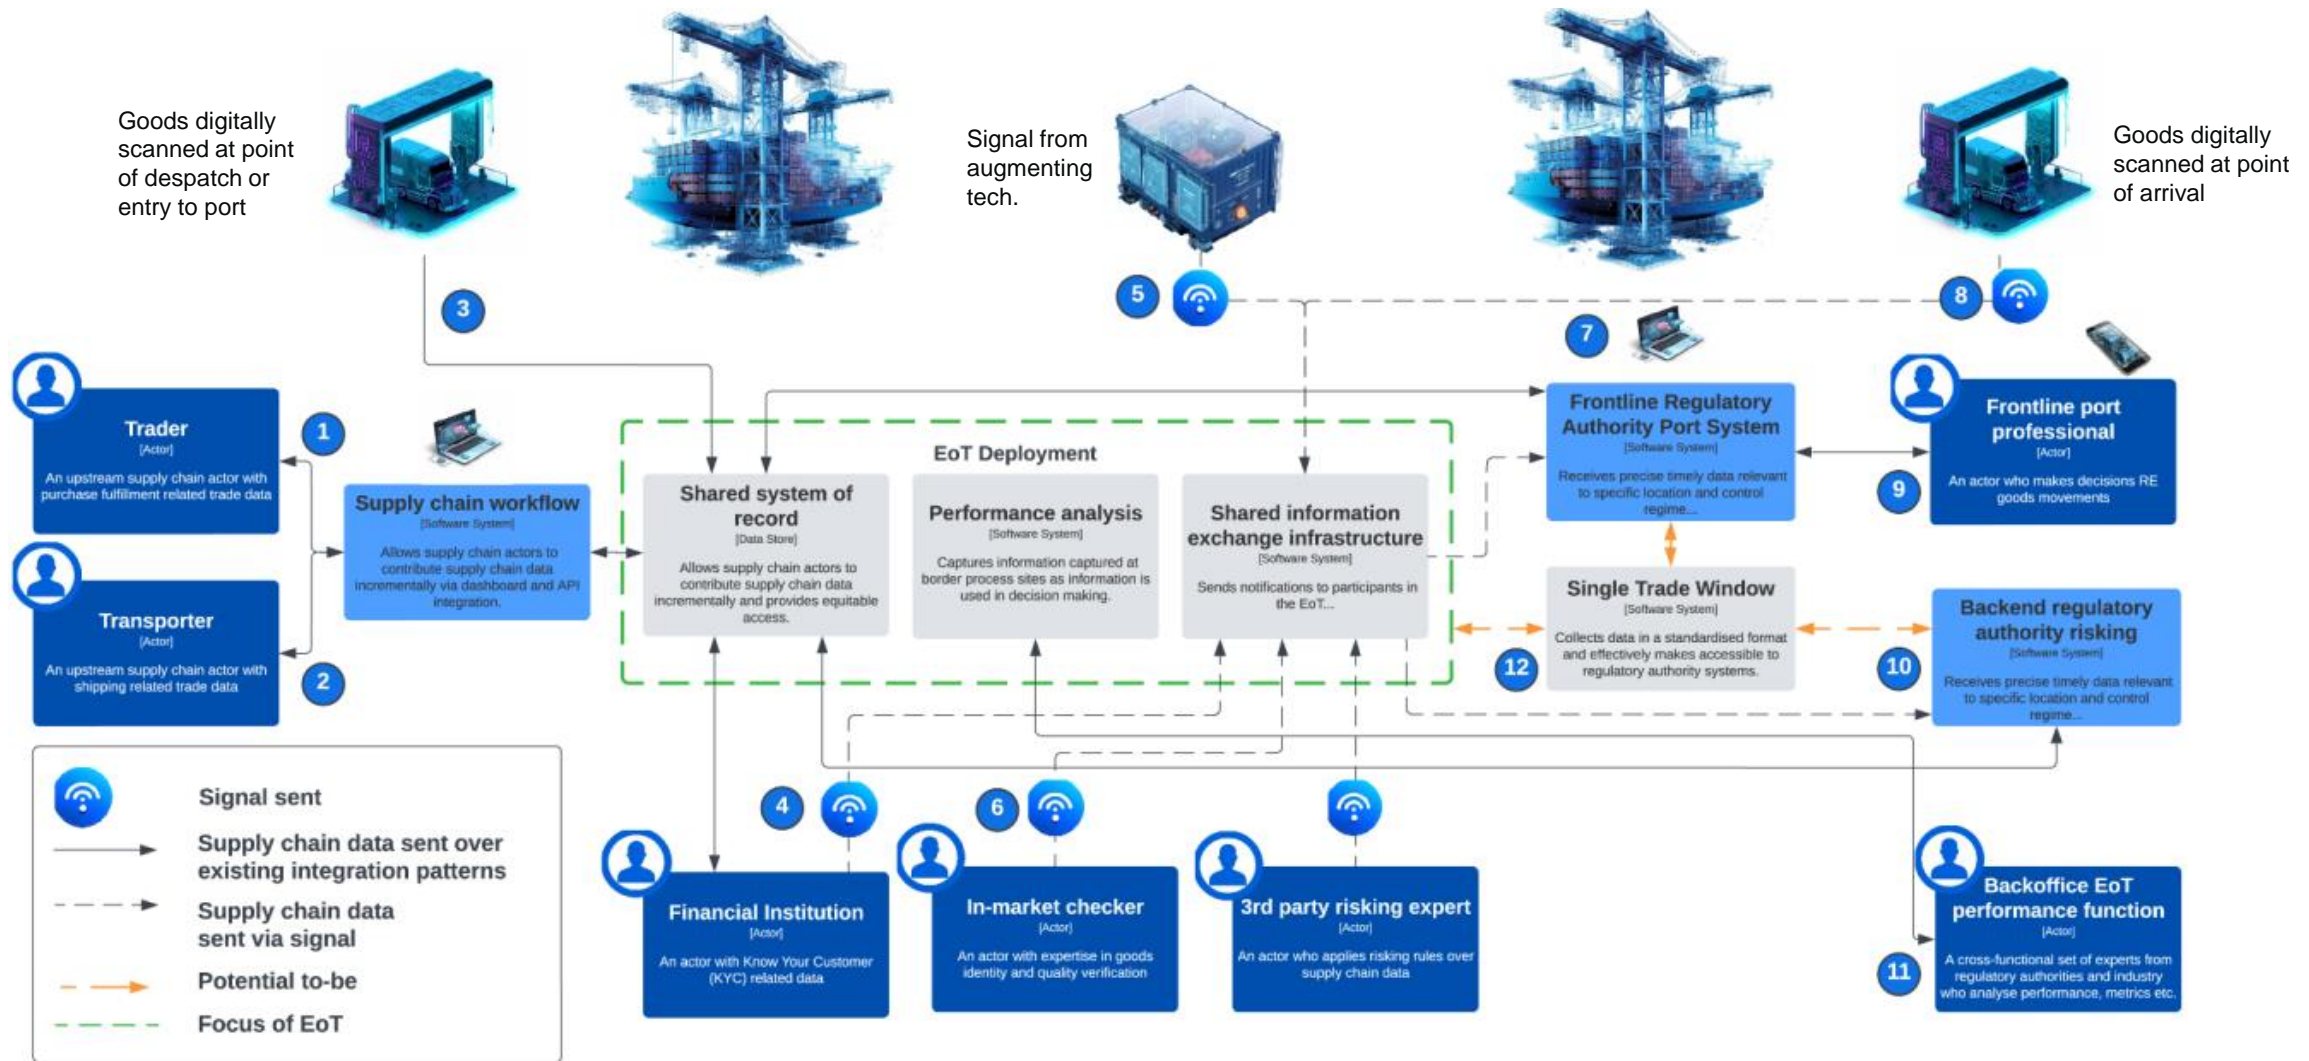 Goods digitally
scanned at point
of despatch or
entry to port
Signal from
augmenting
tech.
Goods digitally
scanned at point
of arrival
3
5
7
8
Trader
[Actor]
An upstream supply chain actor with
purchase fulfillment related trade data
1
Transporter
[Actor]
An upstream supply chain actor with
shipping related trade data
2
Supply chain workflow
[Software System]
Allows supply chain actors to
contribute supply chain data
incrementally via dashboard and API
integration.
EoT Deployment
Shared system of
record
[Data Store]
Allows supply chain actors to
contribute supply chain data
incrementally and provides equitable
access.
Performance analysis
[Software System]
Captures information captured at
border process sites as information is
used in decision making.
Shared information
exchange infrastructure
[Software System]
Sends notifications to participants in
the EoT...
Frontline Regulatory
Authority Port System
[Software System]
Receives precise timely data relevant
to specific location and control
regime...
Frontline port
professional
[Actor]
An actor who makes decisions RE
goods movements
9
Single Trade Window
[Software System]
Collects data in a standardised format
and effectively makes accessible to
regulatory authority systems.
12
10
Backend regulatory
authority risking
[Software System]
Receives precise timely data relevant
to specific location and control
regime...
Signal sent
Supply chain data sent over
existing integration patterns
Supply chain data
sent via signal
Potential to-be
Focus of EoT
4
6
Financial Institution
[Actor]
An actor with Know Your Customer
(KYC) related data
In-market checker
[Actor]
An actor with expertise in goods
identity and quality verification
3rd party risking expert
[Actor]
An actor who applies risking rules over
supply chain data
11
Backoffice EoT
performance function
[Actor]
A cross-functional set of experts from
regulatory authorities and industry
who analyse performance, metrics etc.